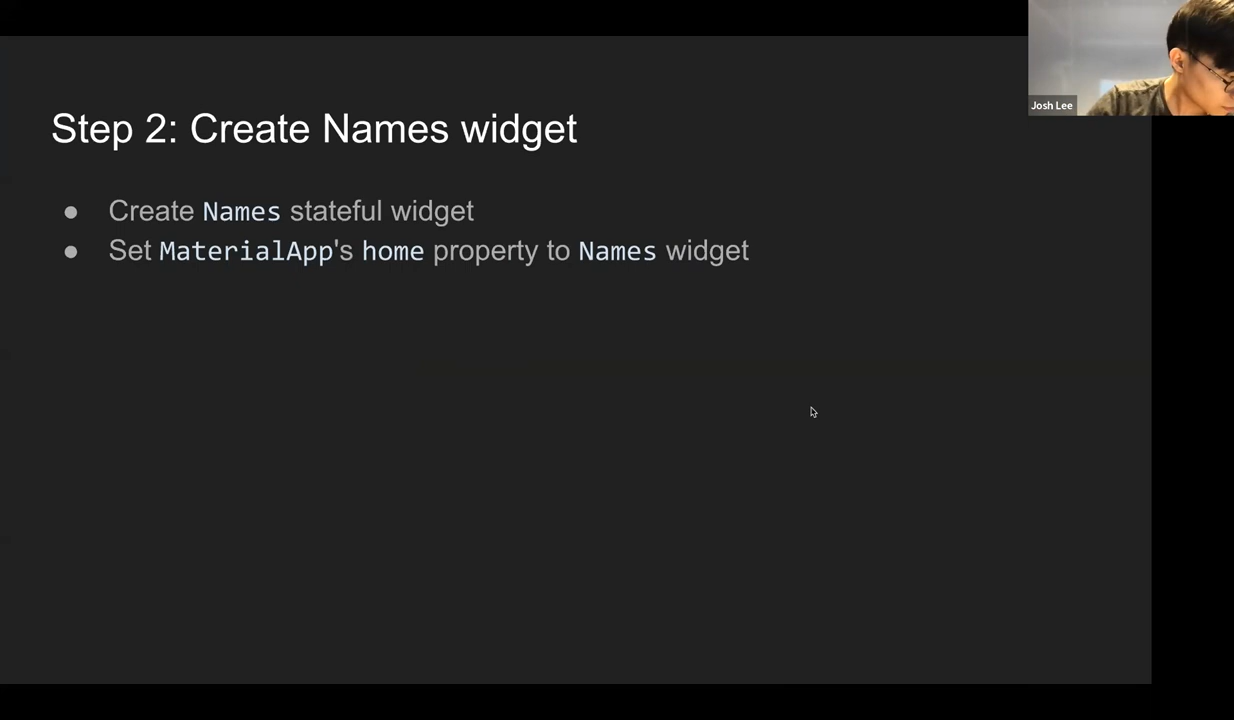 Josh Lee
Step 2: Create Names widget
● Create Names stateful widget
● Set MaterialApp's home property to Names widget